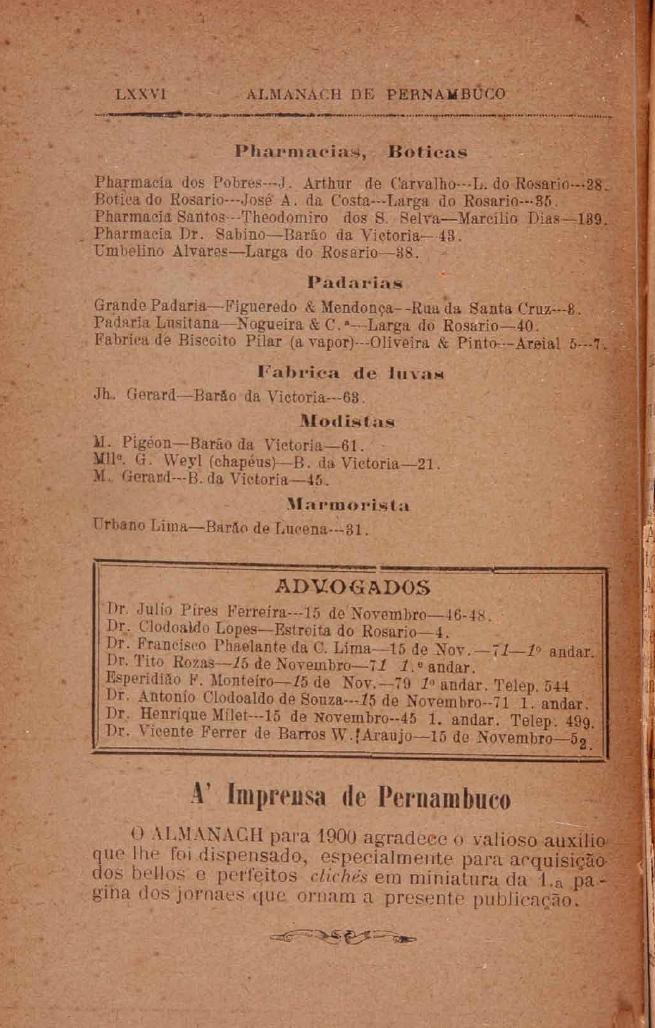 LXXVI ALMANACH DE PERNAMBUCO
Pharmacias, Boticas
Pharmacia dos Pobres---J. Arthur de Carvalho---L. do Rosario---28.
Botica do Rosario---José A. da Costa--Larga do Rosario--35.
Pharmacia Santos--Theodomiro dos S. Selva—Marcilio Dias—139.
Pharmacia Dr. Sabino—Barão da Victoria—43.
Umbelino Alvares—Larga do Rosario—38.
Padarias
Grande Padaria—Figueredo & Mendonça--Rua da Santa Cruz---8.
Padaria Lusitana—Nogueira & C.ª—Larga do Rosario—40.
Fabrica de Biscoito Pilar (a vapor)---Oliveira & Pinto---Areial 5---7.
Fabrica de luvas
Jh. Gerard—Barão da Victoria---63.
Modistas
M. Pigéon—Barão da Victoria—61.
Mllª. G. Weyl (chapéus)—B. da Victoria—21.
M. Gerard---B. da Victoria—45.
Marmorista
Urbano Lima—Barão de Lucena---31.
ADVOGADOS
Dr. Julio Pires Ferreira---15 de Novembro—46-48.
Dr. Clodoaldo Lopes—Estreita do Rosario—4.
Dr. Francisco Phaelante da C. Lima—15 de Nov.—71—1º andar.
Dr. Tito Rozas—15 de Novembro—71 1.º andar.
Esperidião F. Monteiro—15 de Nov.—79 1º andar. Telep. 544
Dr. Antonio Clodoaldo de Souza---15 de Novembro--71 1. andar.
Dr. Henrique Milet---15 de Novembro--45 1. andar. Telep. 499.
Dr. Vicente Ferrer de Barros W. Araujo—15 de Novembro—52.
A' Imprensa de Pernambuco
O ALMANACH para 1900 agradece o valioso auxilio
que lhe foi dispensado, especialmente para acquisição
dos bellos e perfeitos clichés em miniatura da 1.a pa-
gina dos jornaes que ornam a presente publicação.